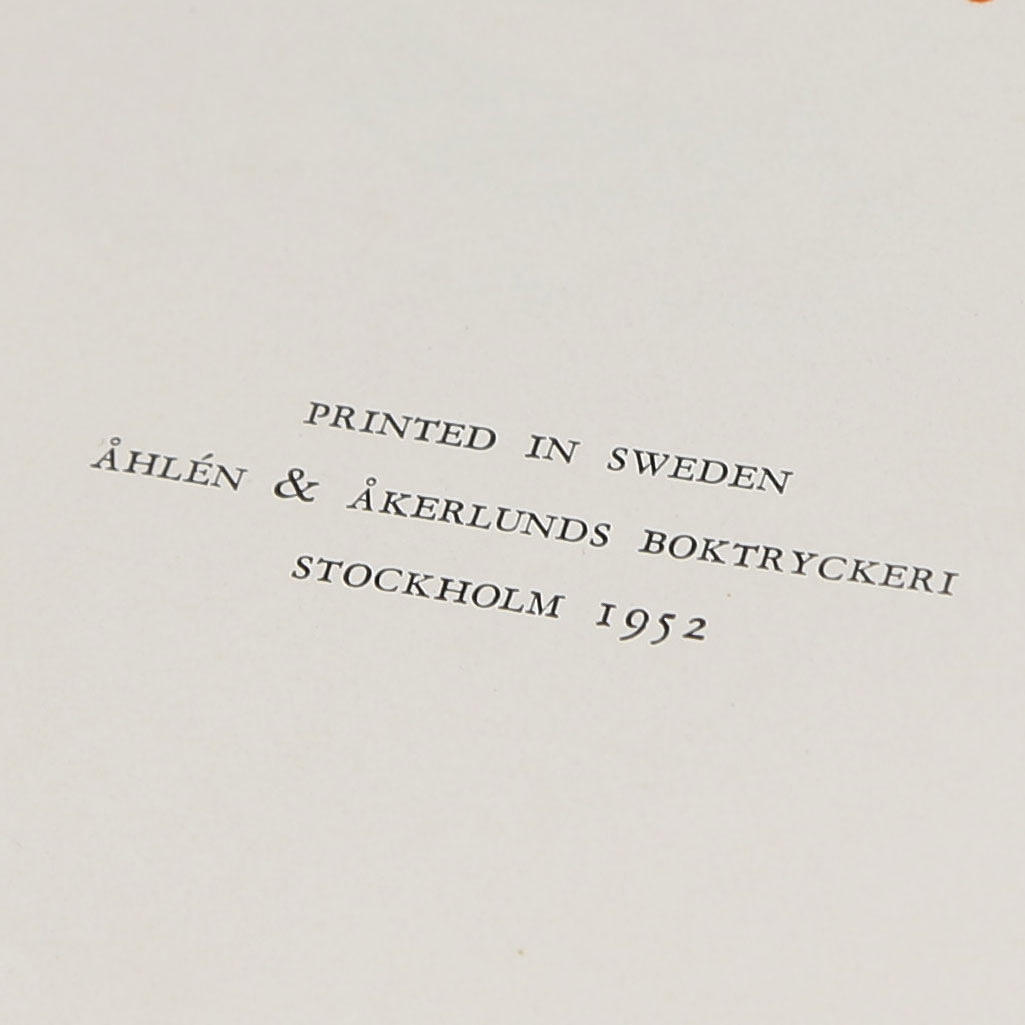 PRINTED IN SWEDEN
ÅHLÉN & ÅKERLUNDS BOKTRYCKERI
STOCKHOLM 1952